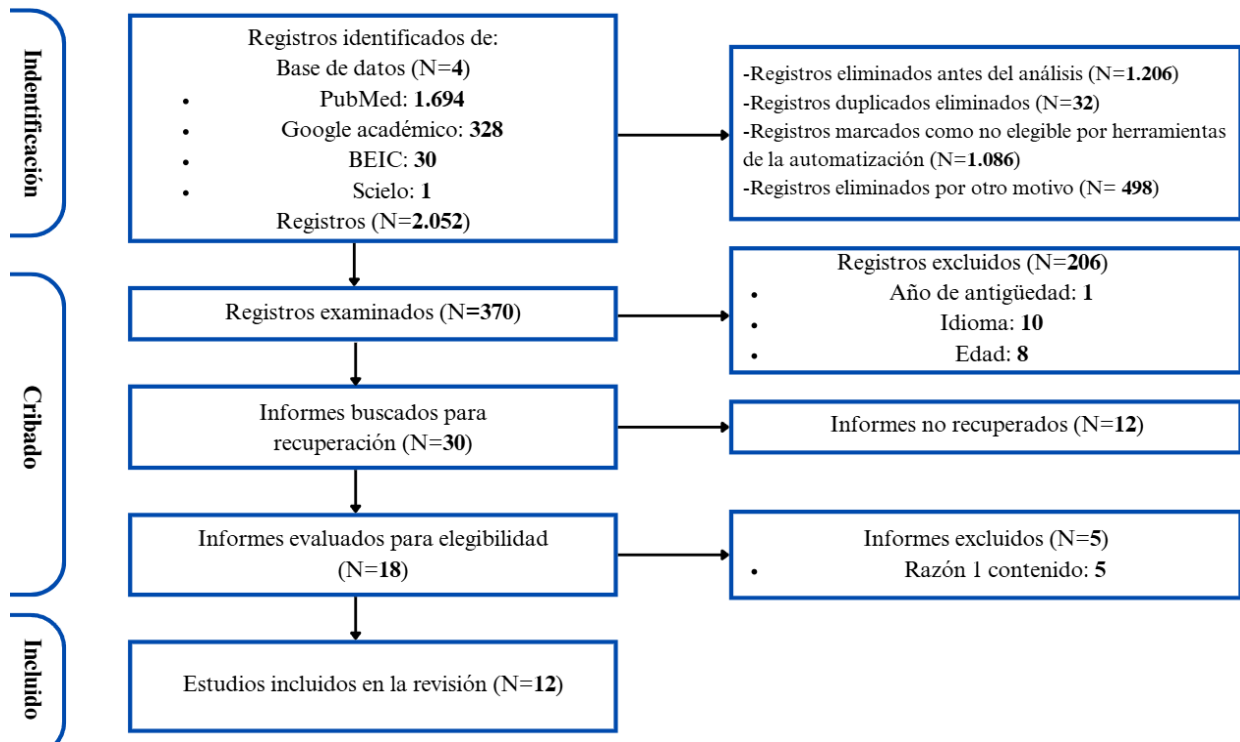 Indentificación
Registros identificados de:
Base de datos (N=4)
• PubMed: 1.694
• Google académico: 328
• BEIC: 30
• Scielo: 1
Registros (N=2.052)
-Registros eliminados antes del análisis (N=1.206)
-Registros duplicados eliminados (N=32)
-Registros marcados como no elegible por herramientas
de la automatización (N=1.086)
-Registros eliminados por otro motivo (N= 498)
Cribado
Registros examinados (N=370)
Registros excluidos (N=206)
• Año de antigüedad: 1
• Idioma: 10
• Edad: 8
Informes buscados para
recuperación (N=30)
Informes no recuperados (N=12)
Informes evaluados para elegibilidad
(N=18)
Informes excluidos (N=5)
• Razón 1 contenido: 5
Incluido
Estudios incluidos en la revisión (N=12)